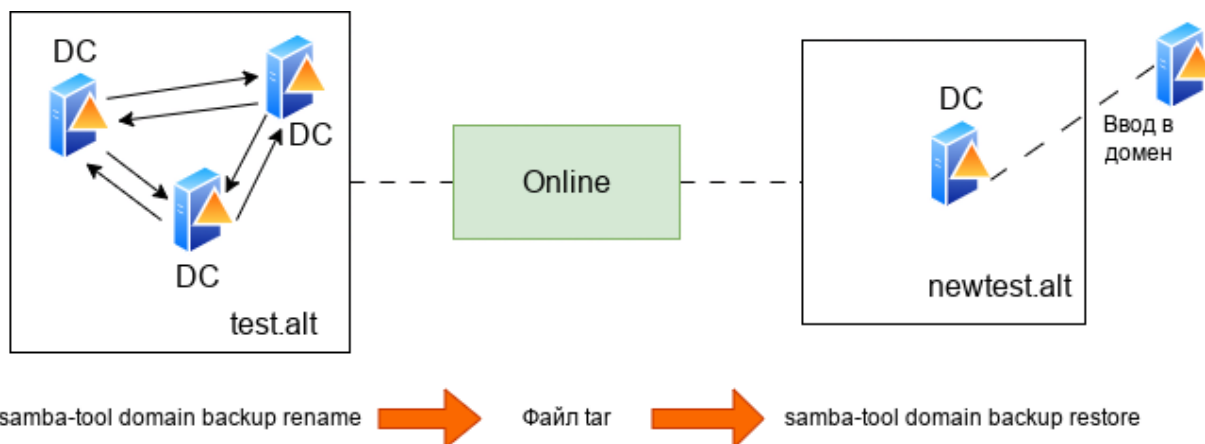 DC
DC
DC
test.alt
Online
DC
newtest.alt
Ввод в
домен
samba-tool domain backup rename
Файл tar
samba-tool domain backup restore